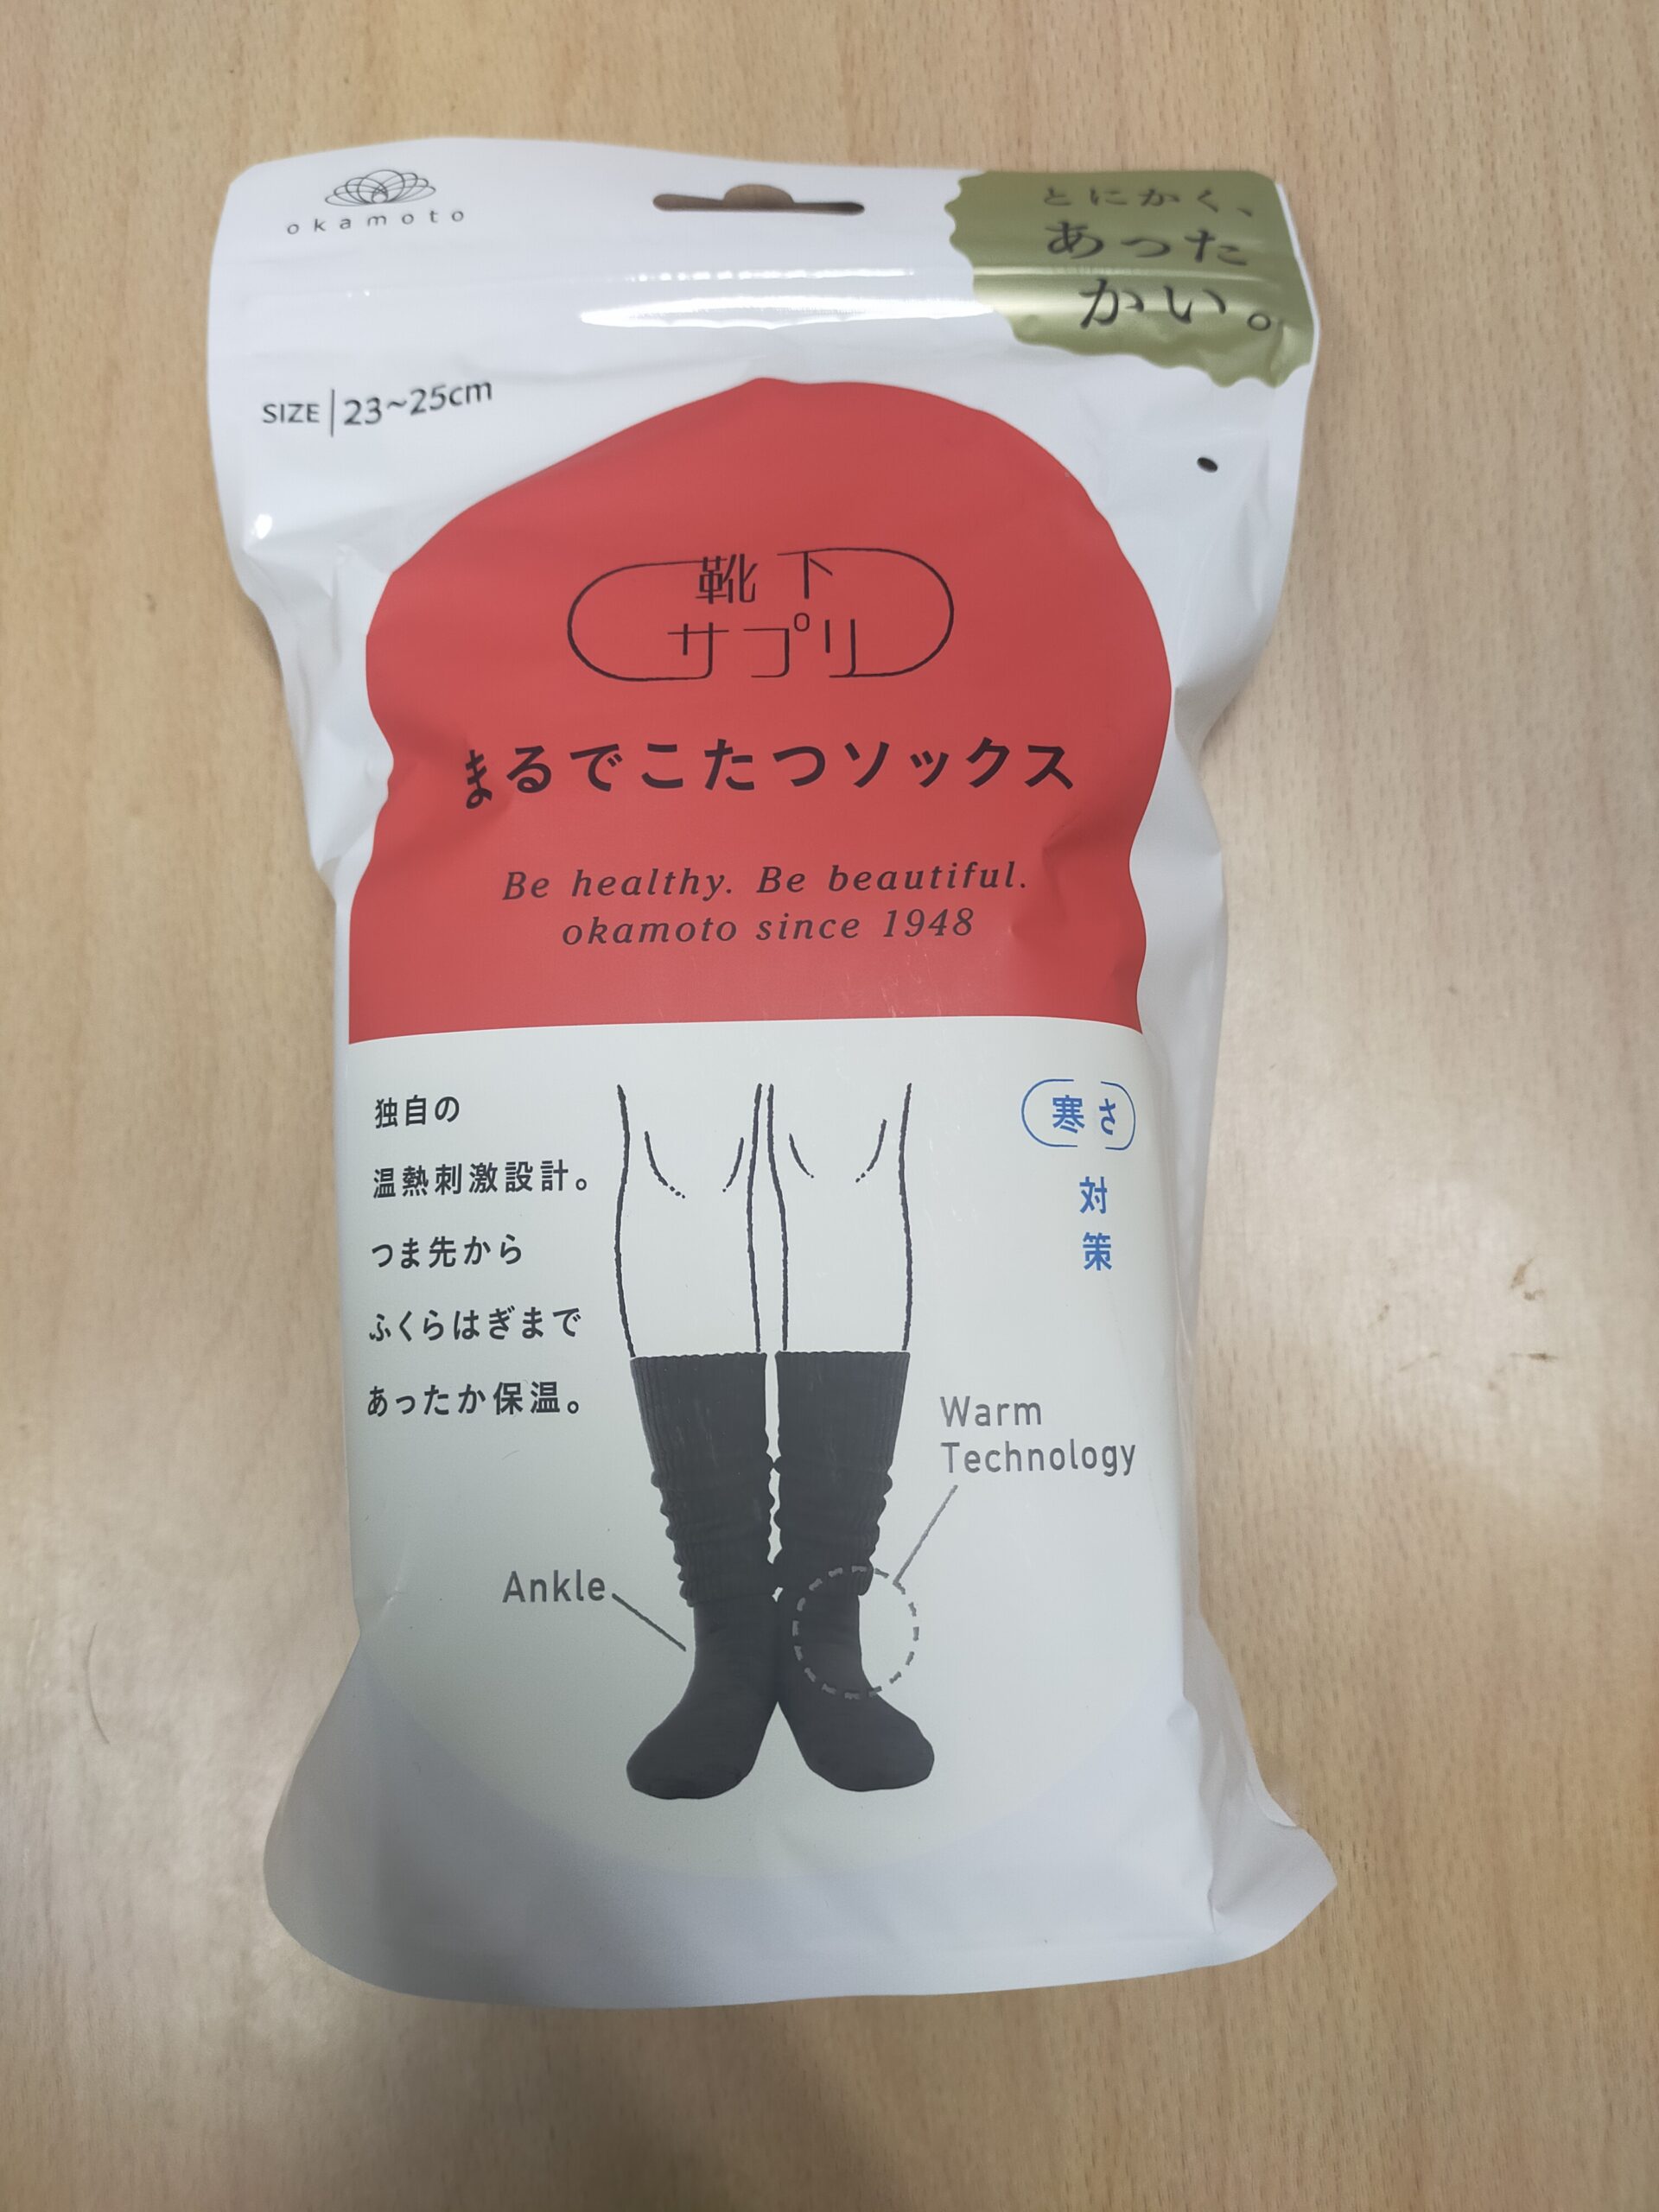 okamoto
とにかく、
あった
かい。
SIZE | 23~25cm
靴下
サプリ
まるでこたつソックス
Be healthy. Be beautiful.
okamoto since 1948
独自の
温熱刺激設計。
つま先から
ふくらはぎまで
あったか保温。
寒さ
対
策
Warm
Technology
Ankle